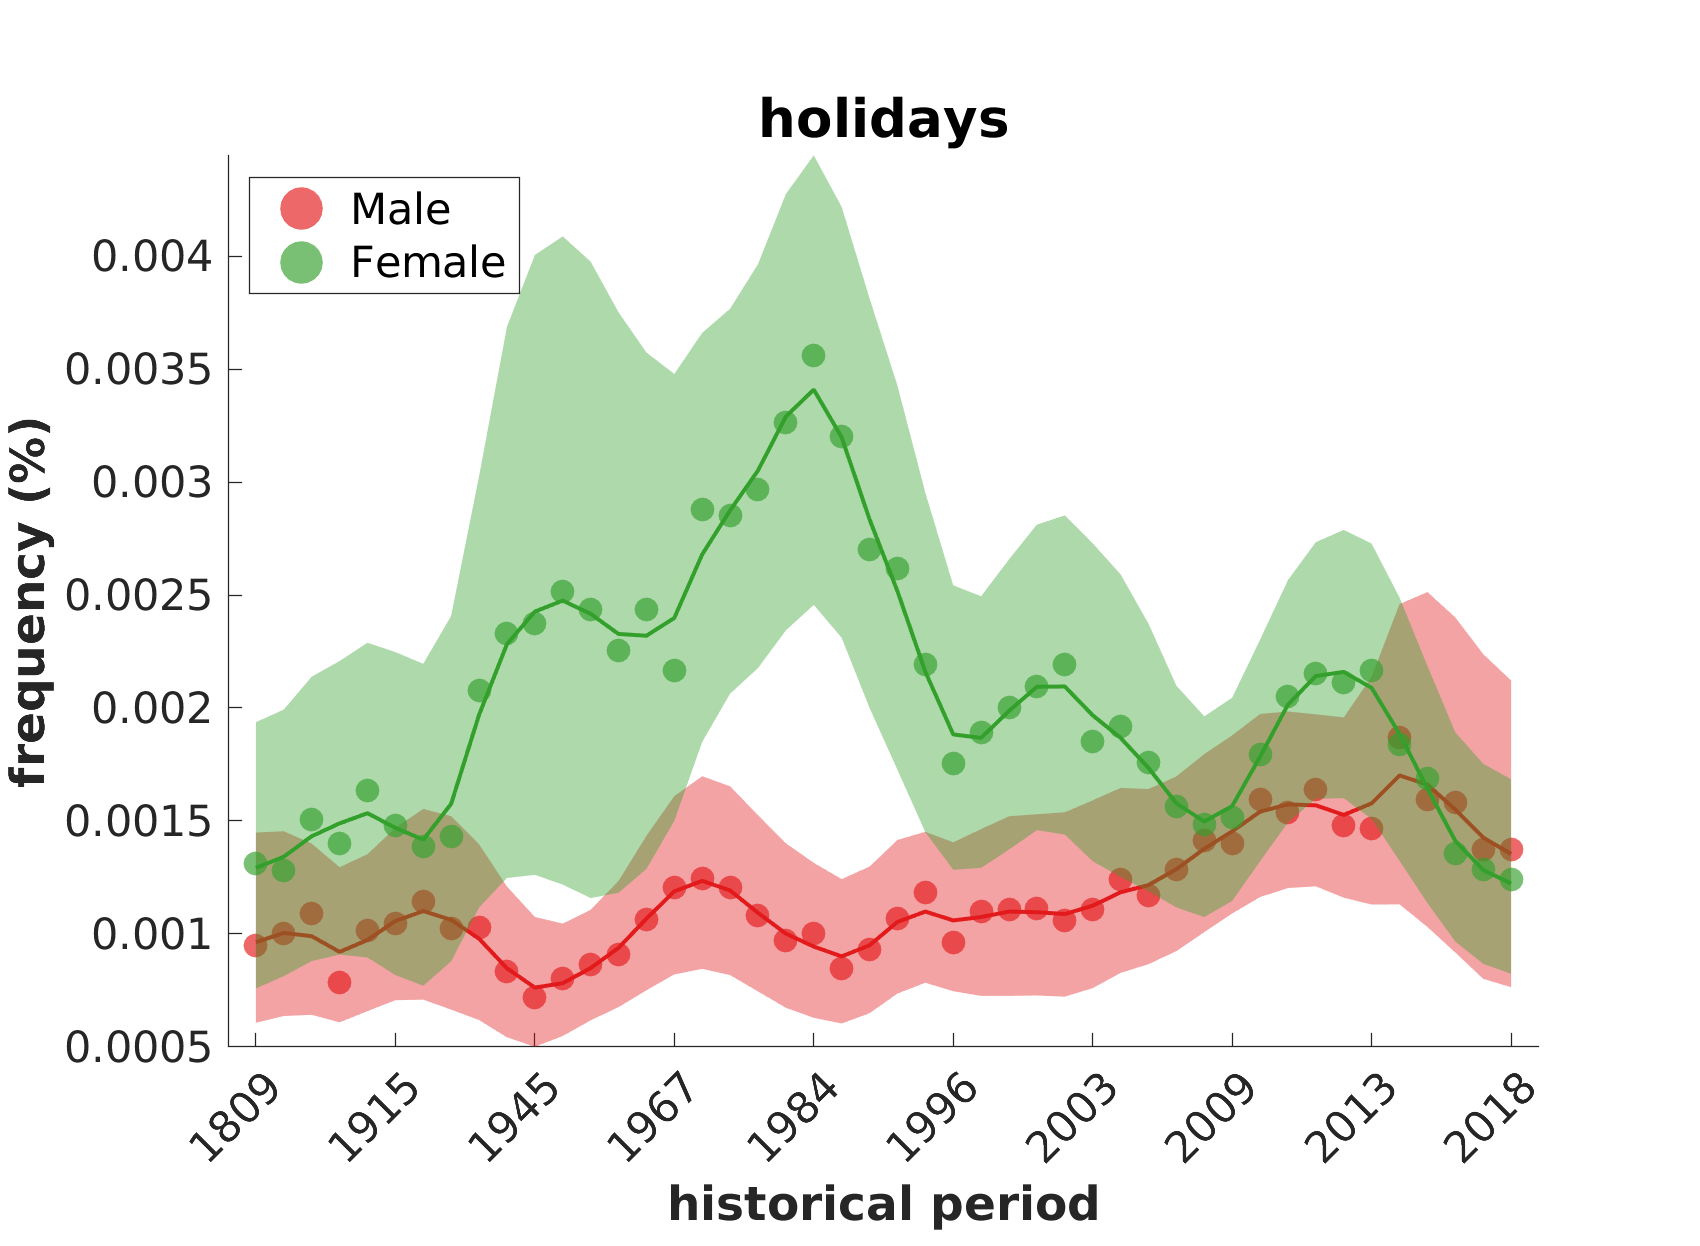 holidays
Male
Female
0.004
0.0035
0.003
0.0025
0.002
0.0015
0.001
0.0005
frequency (%)
1809 1915 1945 1967 1984 1996 2003 2009 2013 2018
historical period